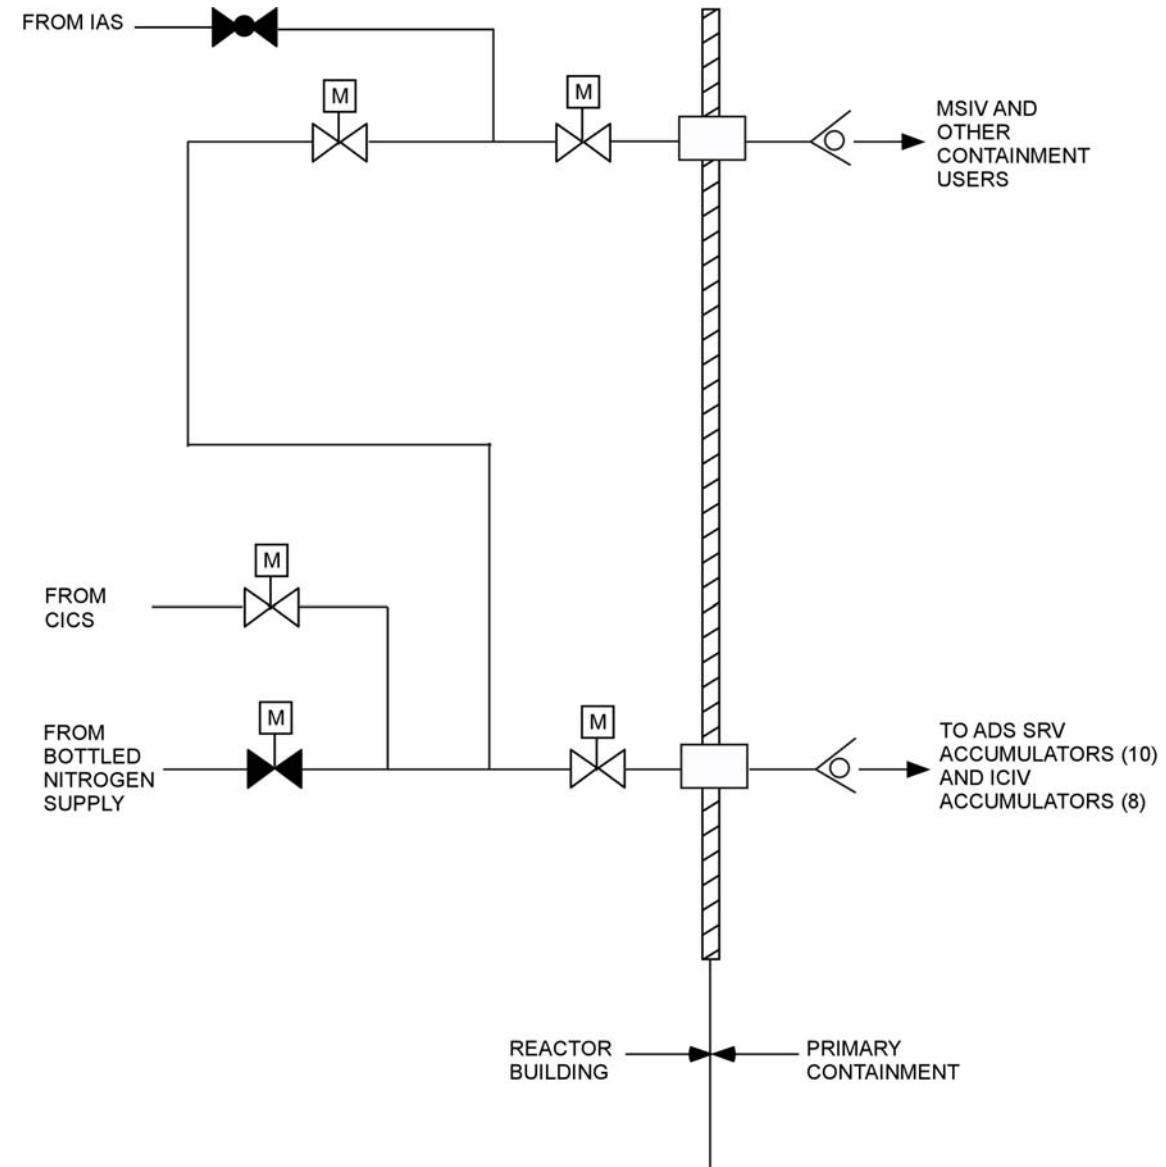 FROM IAS
M
M
MSIV AND
OTHER
CONTAINMENT
USERS
M
FROM
CICS
M
FROM
BOTTLED
NITROGEN
SUPPLY
M
TO ADS SRV
ACCUMULATORS (10)
AND ICIV
ACCUMULATORS (8)
REACTOR
BUILDING
PRIMARY
CONTAINMENT